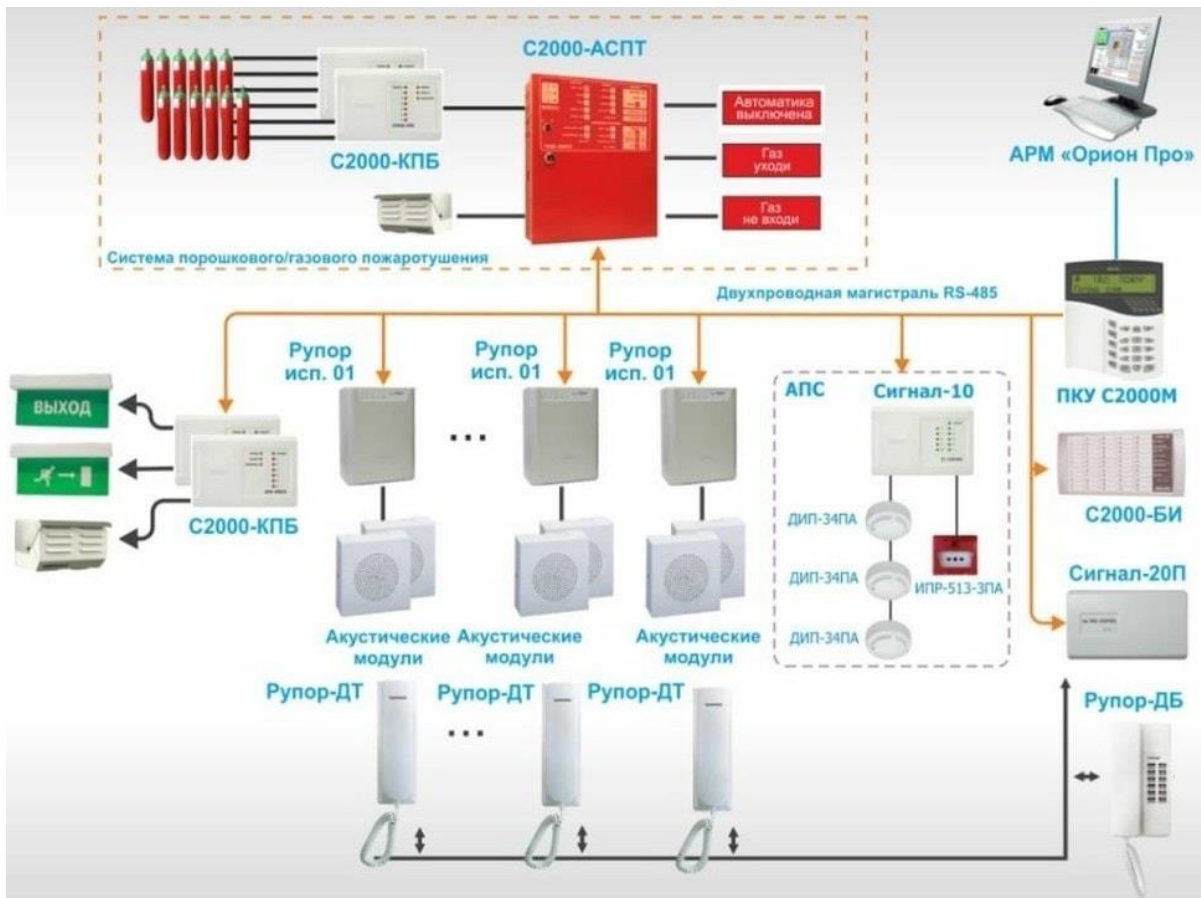 С2000-АСПТ
Автоматика
выключена
С2000-КПБ
Газ
уходи
АРМ «Орион Про»
Газ
не входи
Система порошкового/газового пожаротушения
Двухпроводная магистраль RS-485
Рупор
исп. 01
Рупор
исп. 01
Рупор
исп. 01
АПС
Сигнал-10
ПКУ С2000М
ВЫХОД
С2000-КПБ
С2000-БИ
ДИП-34ПА
ДИП-34ПА
ИПР-513-3ПА
Сигнал-20П
ДИП-34ПА
Акустические
модули
Акустические
модули
Акустические
модули
Рупор-ДТ
Рупор-ДТ
Рупор-ДТ
Рупор-ДБ